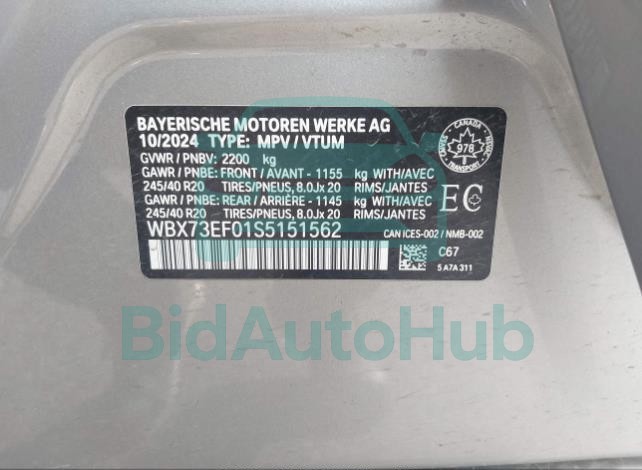 BAYERISCHE MOTOREN WERKE AG
10/2024 TYPE: MPV / VTUM
GVWR / PNBV: 2200 kg
GAWR / PNBE: FRONT / AVANT - 1155 kg WITH/AVEC
245/40 R20 TIRES/PNEUS, 8.0Jx 20 RIMS/JANTES
GAWR / PNBE: REAR / ARRIÈRE - 1145 kg WITH/AVEC
245/40 R20 TIRES/PNEUS, 8.0Jx 20 RIMS/JANTES
WBX73EF01S5151562
CANADA
978
TRANSPORT
EC
CAN ICES-002 / NMB-002
C67
5 A7A 311
BidAutoHub